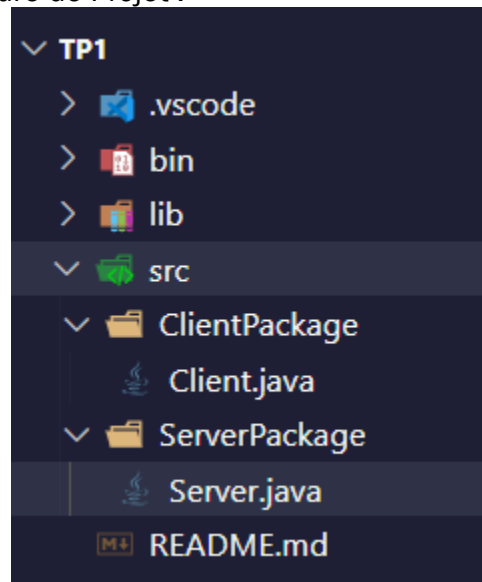 TP1
.vscode
bin
lib
src
ClientPackage
Client.java
ServerPackage
Server.java
README.md